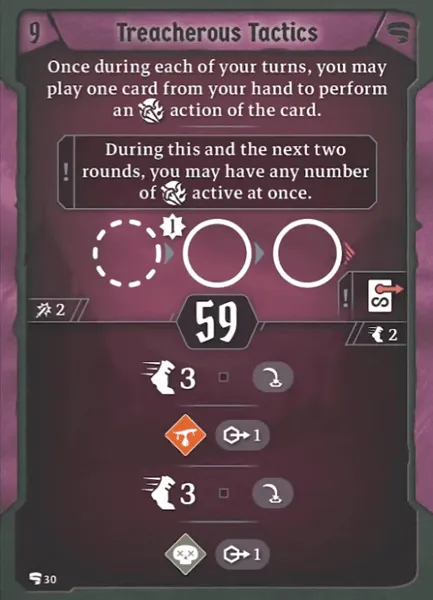 9 Treacherous Tactics
Once during each of your turns, you may
play one card from your hand to perform
an action of the card.
! During this and the next two
rounds, you may have any number
of active at once.
1
!
2
59
2
3
1
3
1
30